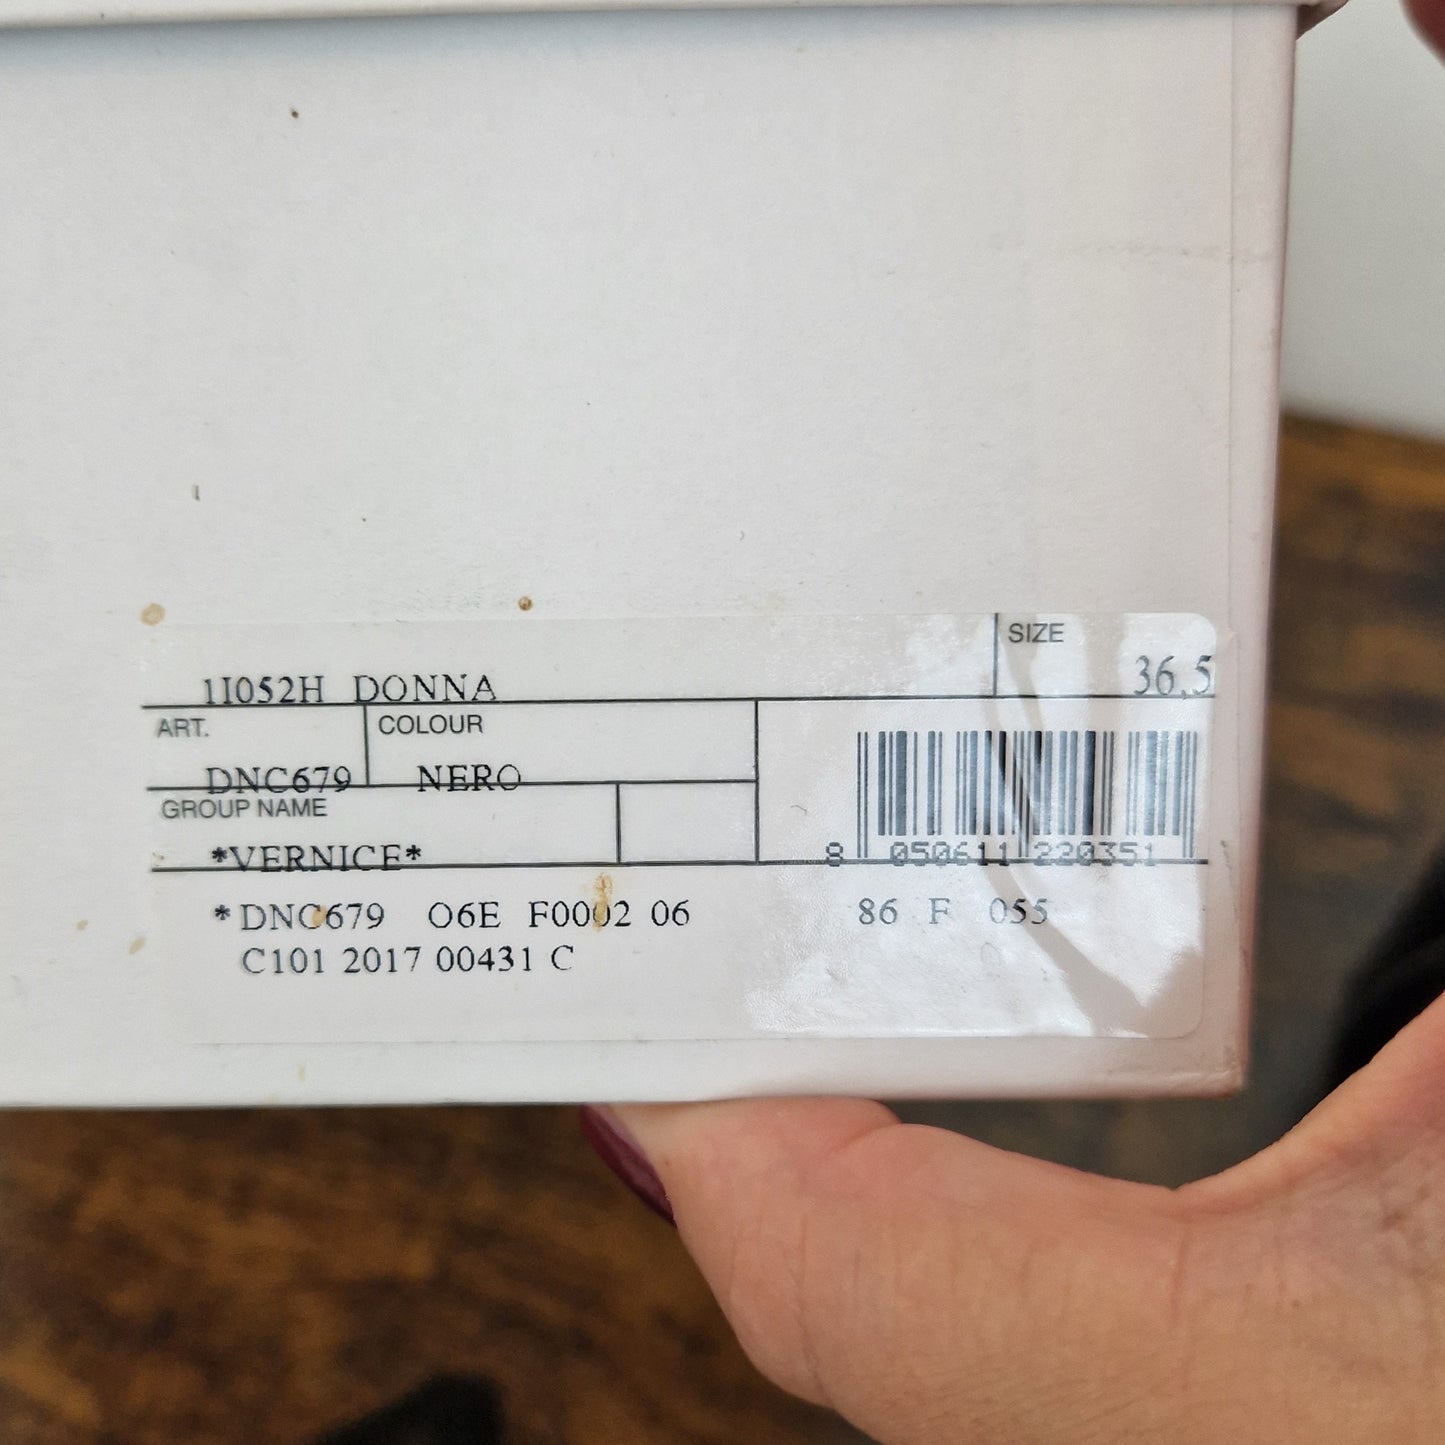 SIZE
1I052H DONNA 36,5
ART. COLOUR
DNC679 NERO
GROUP NAME
*VERNICE*
8 050611 220351
*DNC679 O6E F0002 06 86 F 055
C101 2017 00431 C